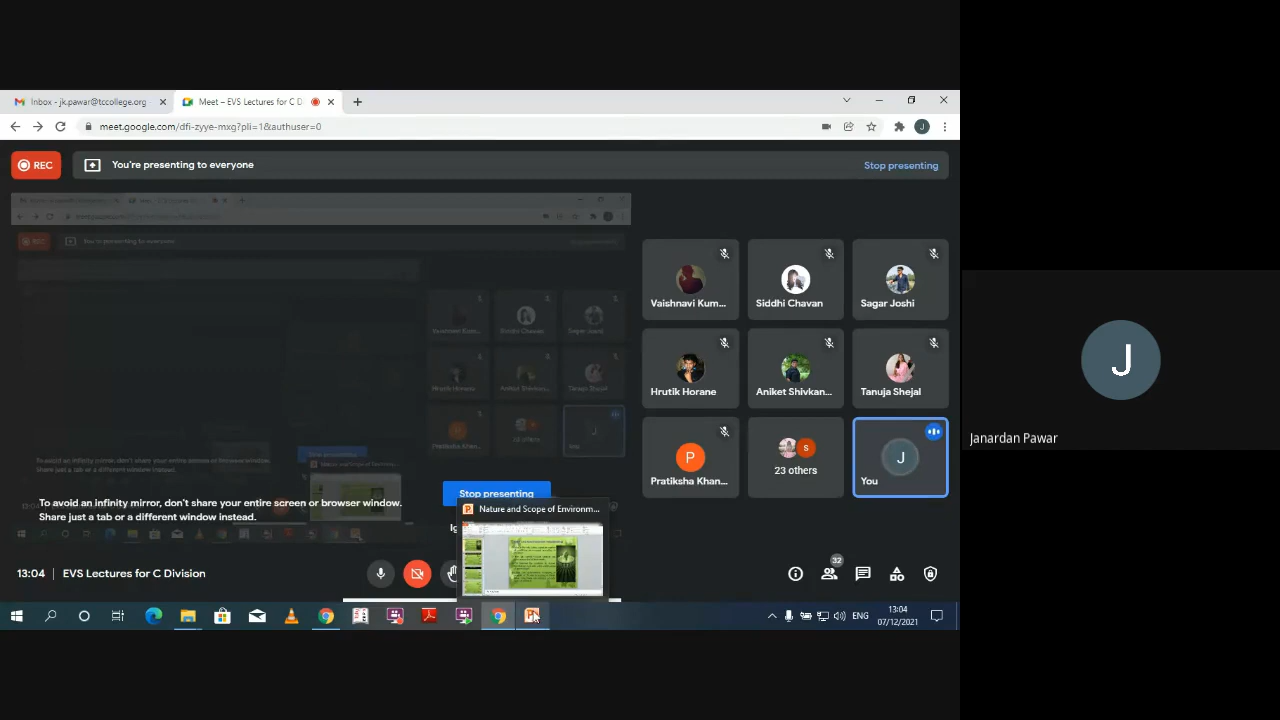 Inbox - jk.pawar@tccollege.org
Meet – EVS Lectures for C D
meet.google.com/dfi-zyye-mxg?pli=1&authuser=0
REC
You're presenting to everyone
Stop presenting
Vaishnavi Kum...
Siddhi Chavan
Sagar Joshi
Hrutik Horane
Aniket Shivkan...
Tanuja Shejal
Pratiksha Khan...
P
23 others
S
You
J
To avoid an infinity mirror, don't share your entire screen or browser window.
Share just a tab or a different window instead.
Stop presenting
Nature and Scope of Environm...
13:04 | EVS Lectures for C Division
32
ENG
13:04
07/12/2021
J
Janardan Pawar